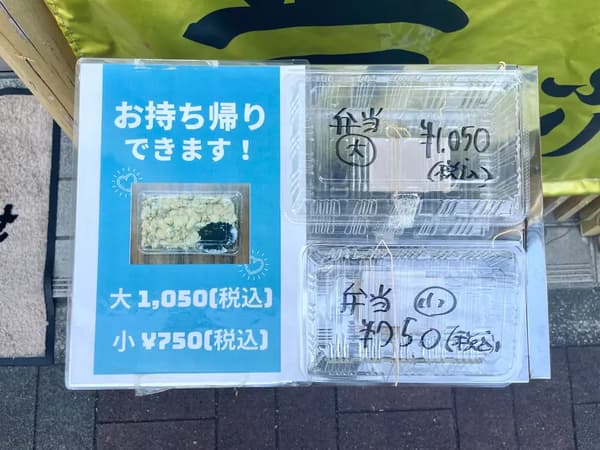 お持ち帰り
できます！
大 1,050(税込)
小 ¥750(税込)
弁当
大
¥1,050
(税込)
弁当 小
¥750(税込)